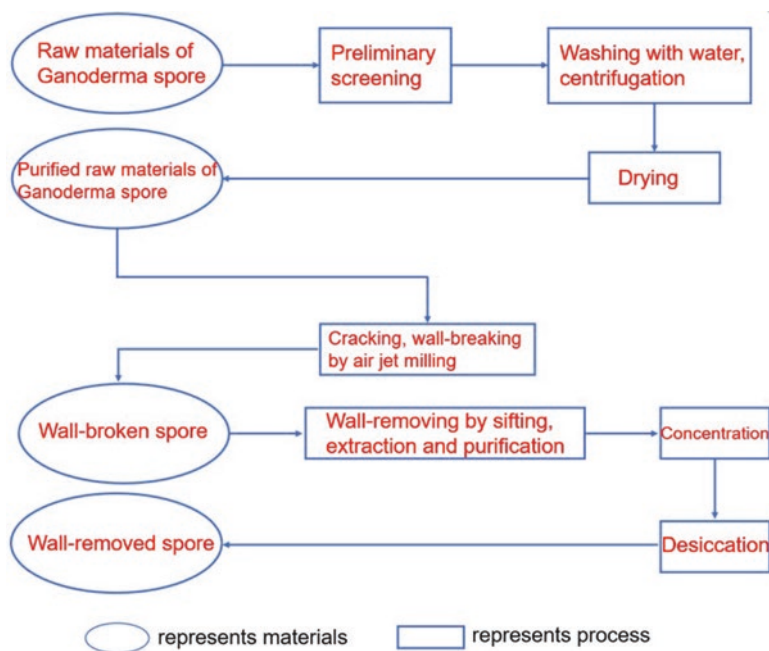 Raw materials of
Ganoderma spore
Preliminary
screening
Washing with water,
centrifugation
Purified raw materials of
Ganoderma spore
Drying
Cracking, wall-breaking
by air jet milling
Wall-broken spore
Wall-removing by sifting,
extraction and purification
Concentration
Wall-removed spore
Desiccation
represents materials
represents process